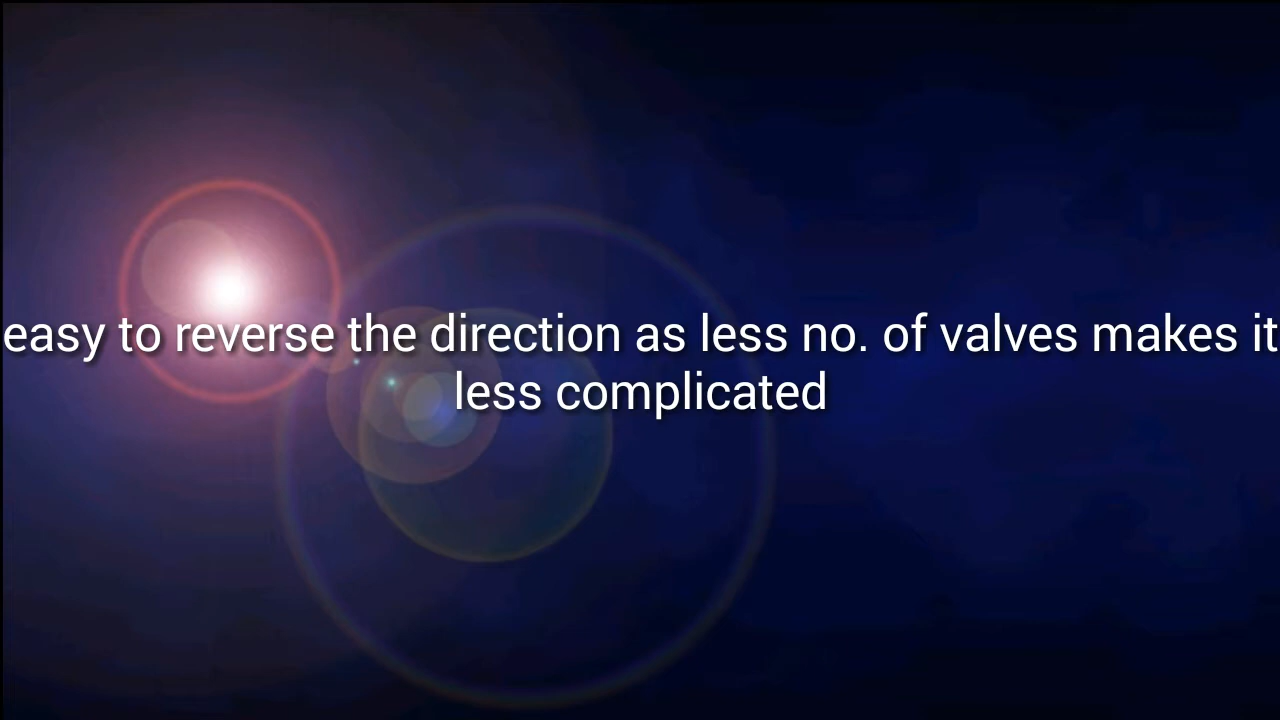 easy to reverse the direction as less no. of valves makes it
less complicated